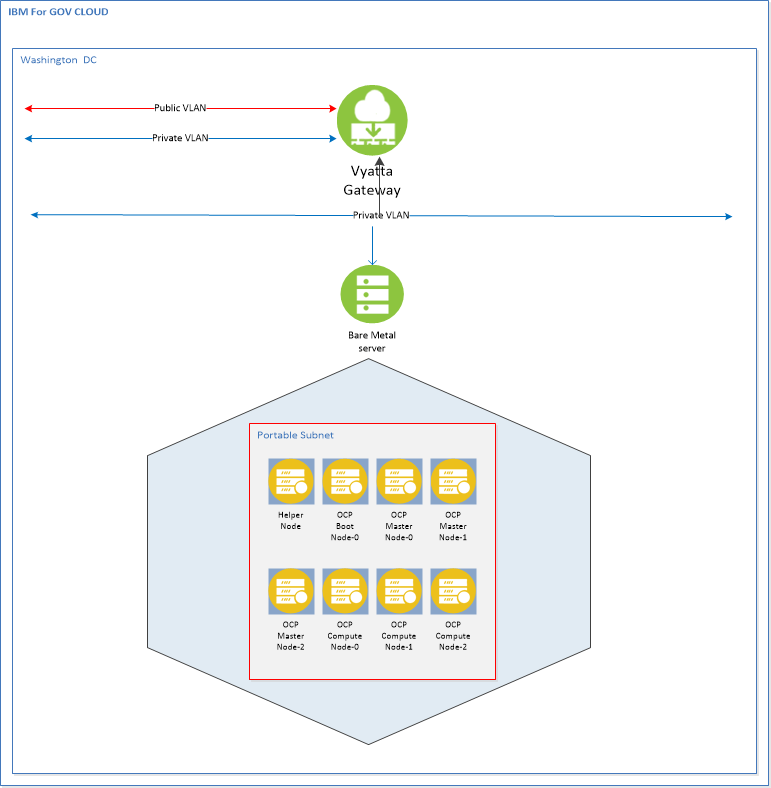 IBM For GOV CLOUD
Washington DC
Public VLAN
Private VLAN
Vyatta
Gateway
Private VLAN
Bare Metal
server
Portable Subnet
Helper
Node
OCP
Boot
Node-0
OCP
Master
Node-0
OCP
Master
Node-1
OCP
Master
Node-2
OCP
Compute
Node-0
OCP
Compute
Node-1
OCP
Compute
Node-2